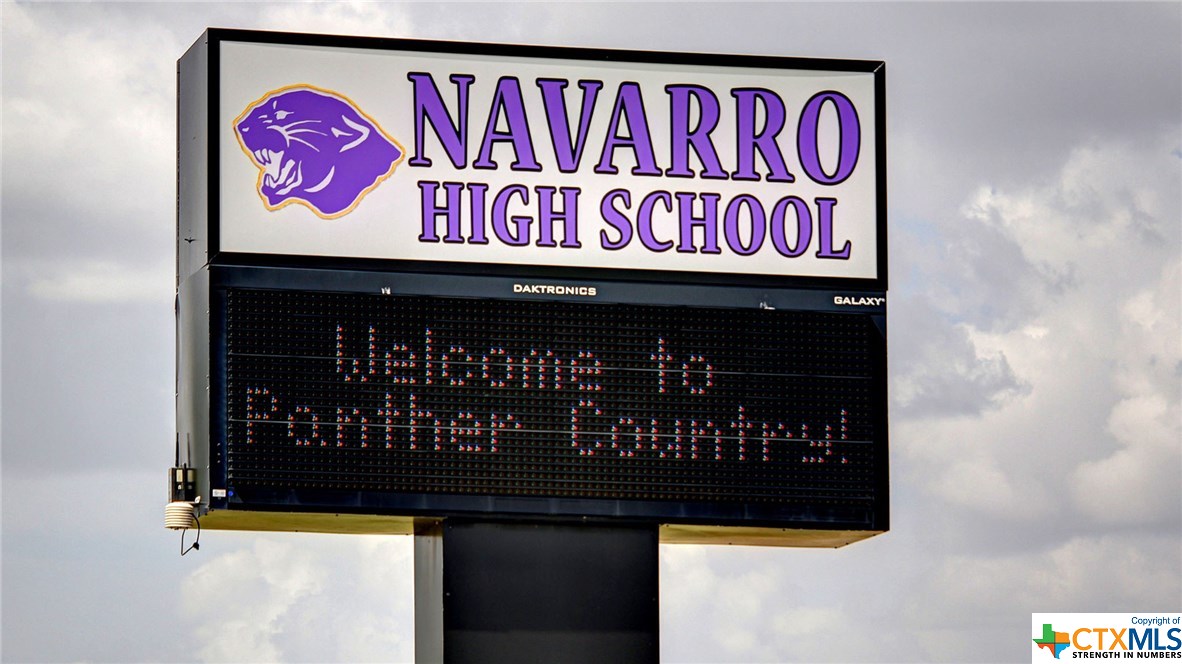 NAVARRO
HIGH SCHOOL
DAKTRONICS
GALAXY
Welcome to
Panther Country!
Copyright of
CTXMLS
STRENGTH IN NUMBERS